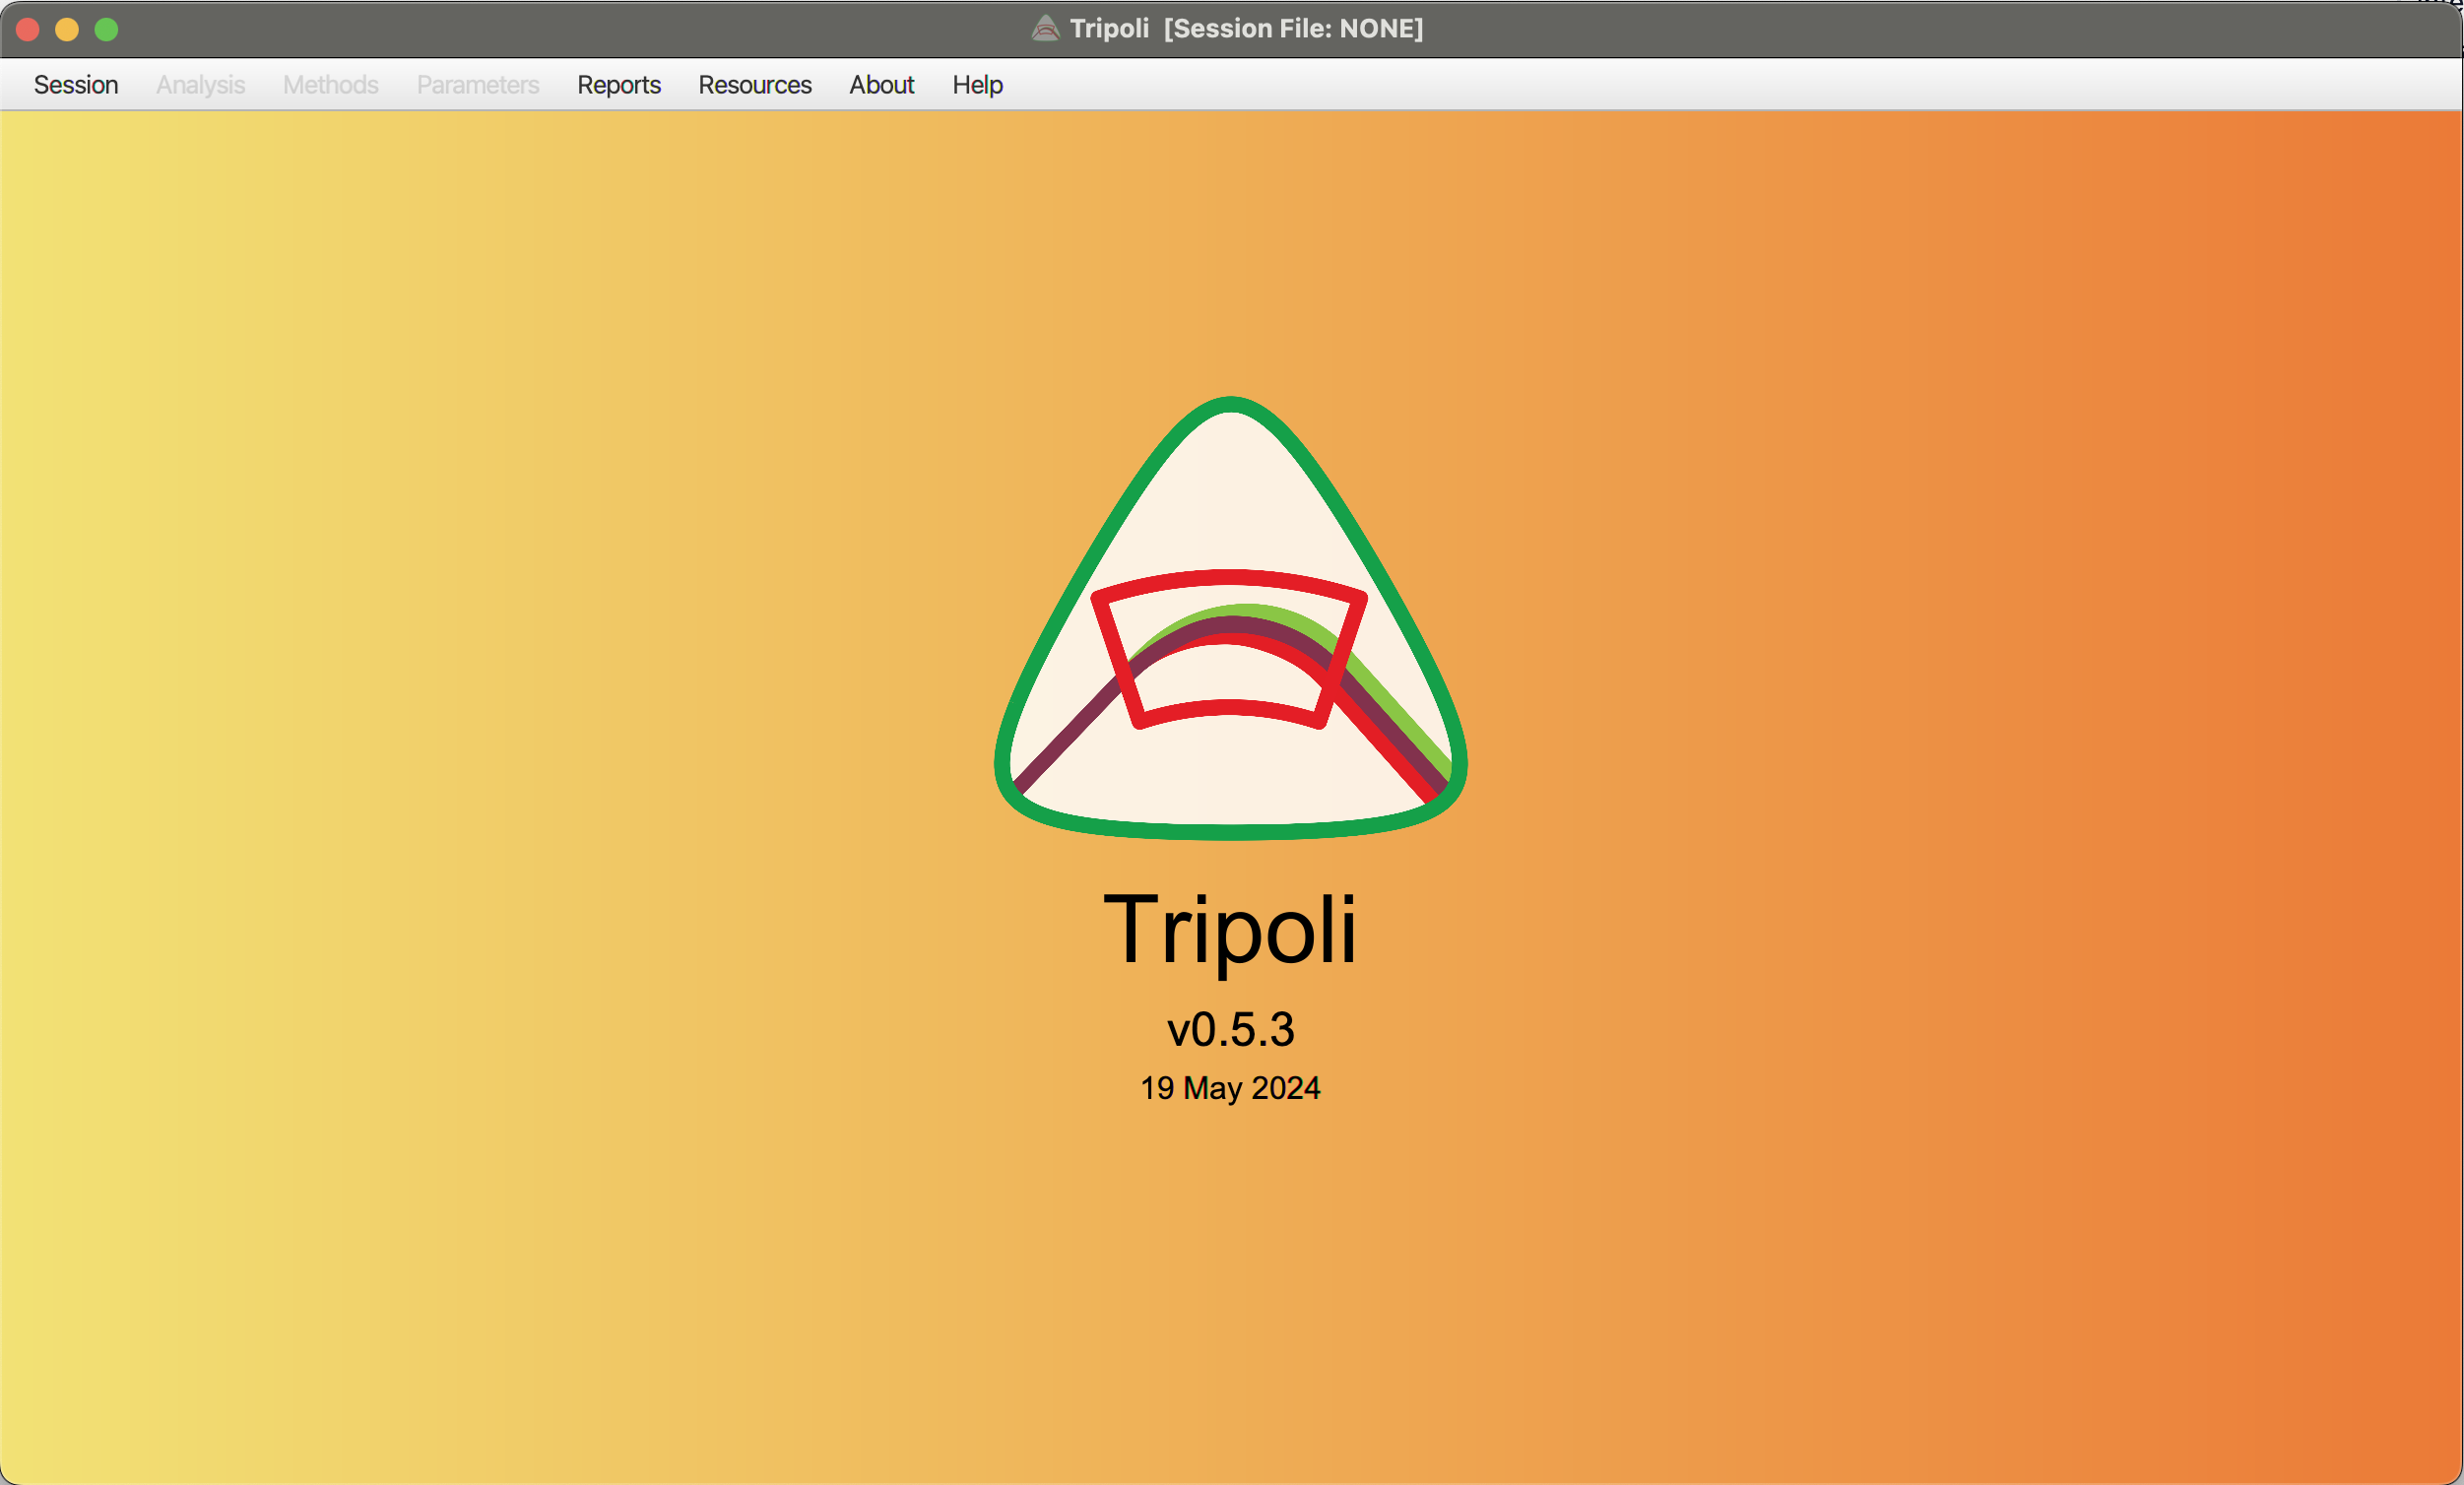 Tripoli [Session File: NONE]
Session Analysis Methods Parameters Reports Resources About Help
Tripoli
v0.5.3
19 May 2024